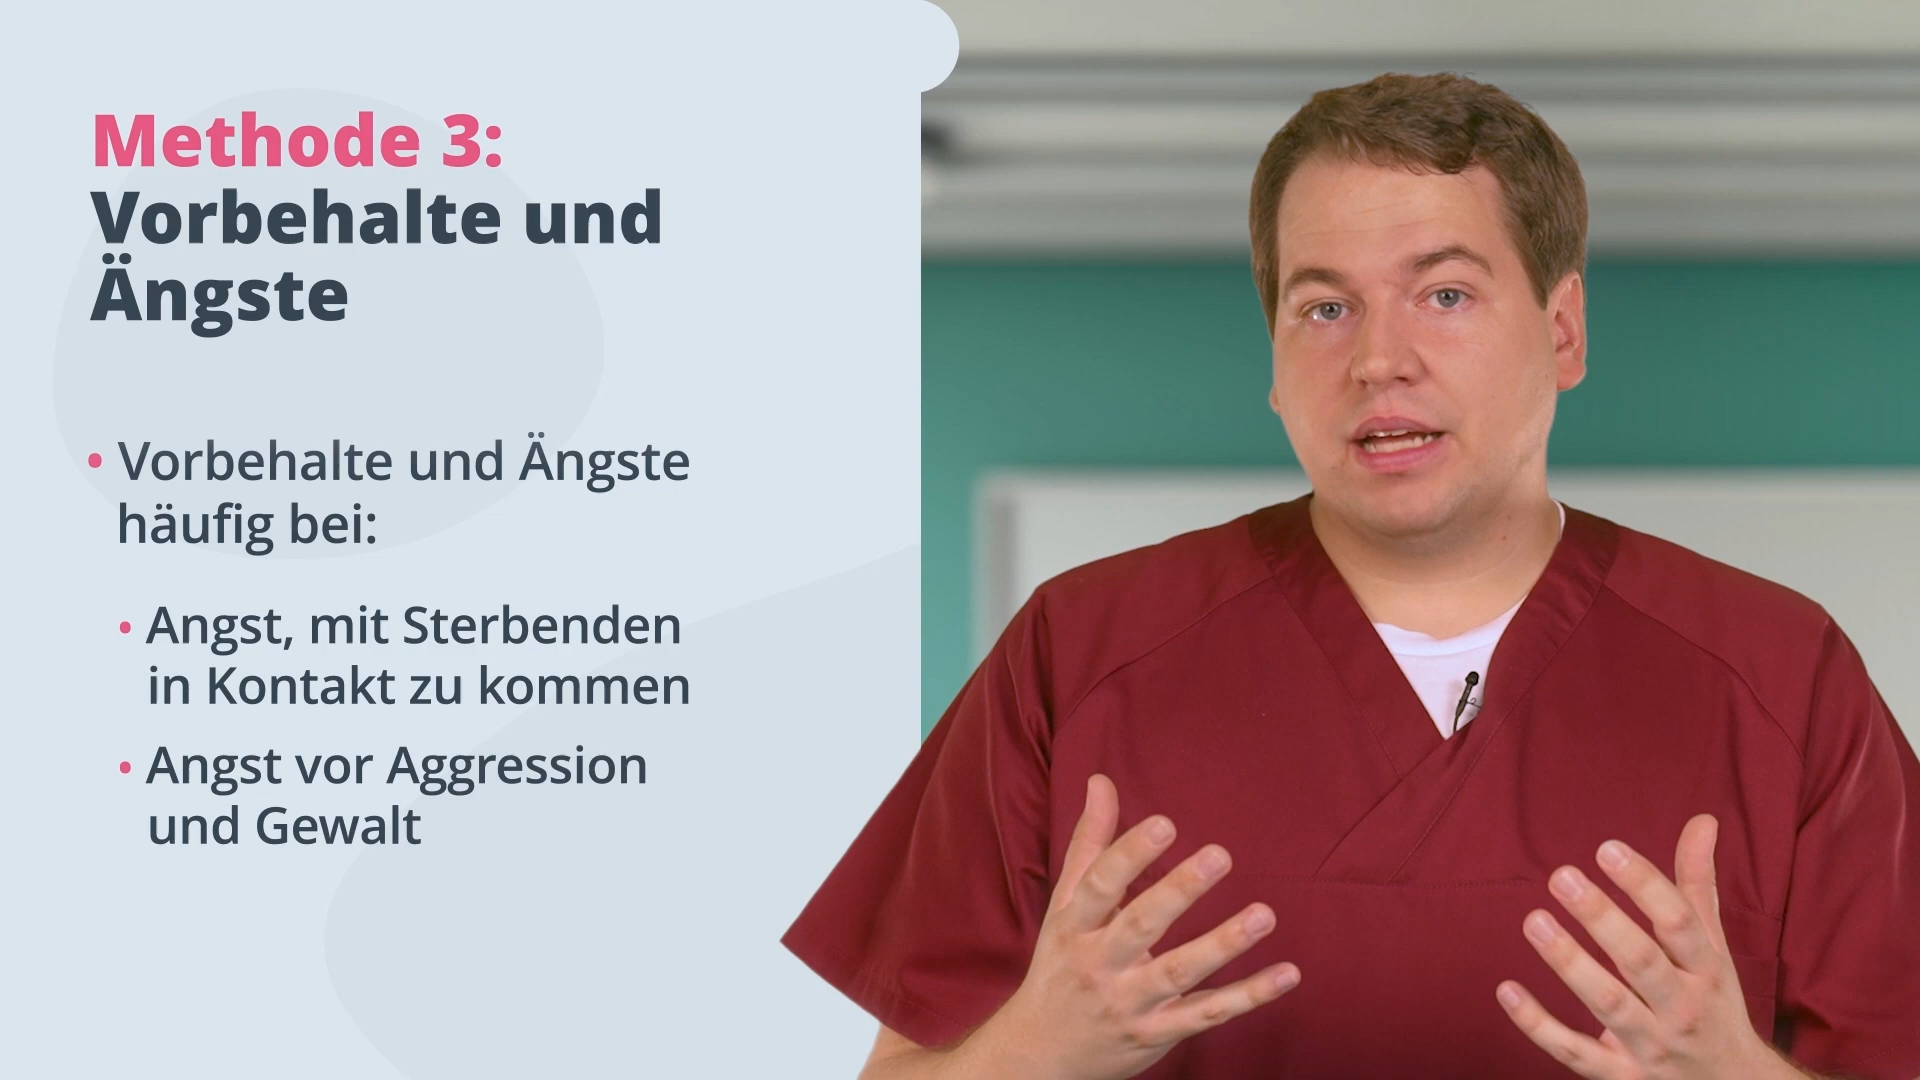 Methode 3:
Vorbehalte und
Ängste
• Vorbehalte und Ängste
häufig bei:
• Angst, mit Sterbenden
in Kontakt zu kommen
• Angst vor Aggression
und Gewalt